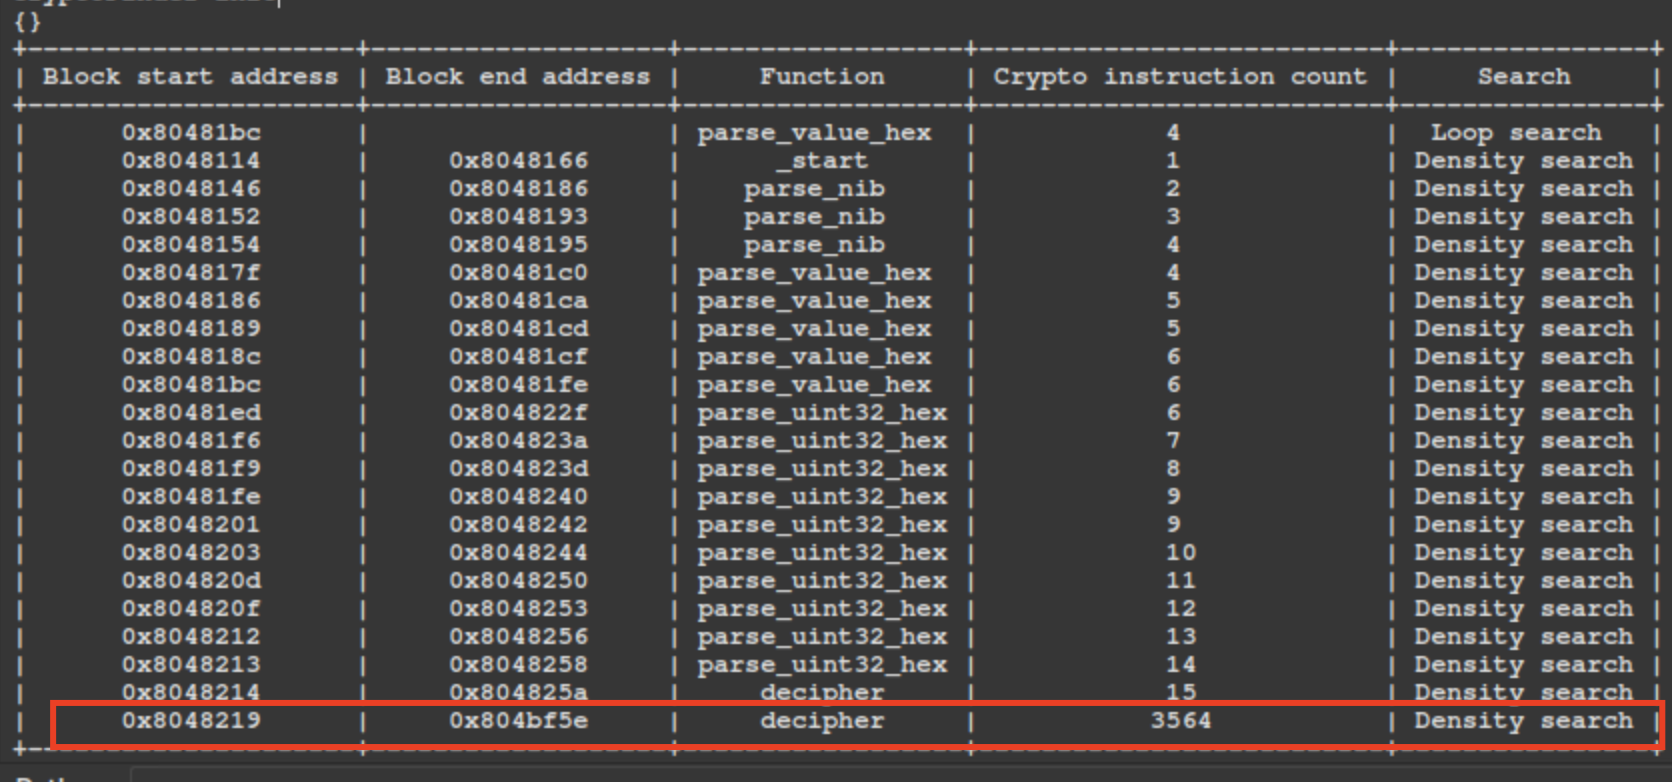 {}
+---------------------+-------------------+------------------+--------------------------+----------------+
| Block start address | Block end address | Function | Crypto instruction count | Search |
+---------------------+-------------------+------------------+--------------------------+----------------+
| 0x80481bc | | parse_value_hex | 4 | Loop search |
| 0x8048114 | 0x8048166 | _start | 1 | Density search |
| 0x8048146 | 0x8048186 | parse_nib | 2 | Density search |
| 0x8048152 | 0x8048193 | parse_nib | 3 | Density search |
| 0x8048154 | 0x8048195 | parse_nib | 4 | Density search |
| 0x804817f | 0x80481c0 | parse_value_hex | 4 | Density search |
| 0x8048186 | 0x80481ca | parse_value_hex | 5 | Density search |
| 0x8048189 | 0x80481cd | parse_value_hex | 5 | Density search |
| 0x804818c | 0x80481cf | parse_value_hex | 6 | Density search |
| 0x80481bc | 0x80481fe | parse_value_hex | 6 | Density search |
| 0x80481ed | 0x804822f | parse_uint32_hex | 6 | Density search |
| 0x80481f6 | 0x804823a | parse_uint32_hex | 7 | Density search |
| 0x80481f9 | 0x804823d | parse_uint32_hex | 8 | Density search |
| 0x80481fe | 0x8048240 | parse_uint32_hex | 9 | Density search |
| 0x8048201 | 0x8048242 | parse_uint32_hex | 9 | Density search |
| 0x8048203 | 0x8048244 | parse_uint32_hex | 10 | Density search |
| 0x804820d | 0x8048250 | parse_uint32_hex | 11 | Density search |
| 0x804820f | 0x8048253 | parse_uint32_hex | 12 | Density search |
| 0x8048212 | 0x8048256 | parse_uint32_hex | 13 | Density search |
| 0x8048213 | 0x8048258 | parse_uint32_hex | 14 | Density search |
| 0x8048214 | 0x804825a | decipher | 15 | Density search |
| 0x8048219 | 0x804bf5e | decipher | 3564 | Density search |